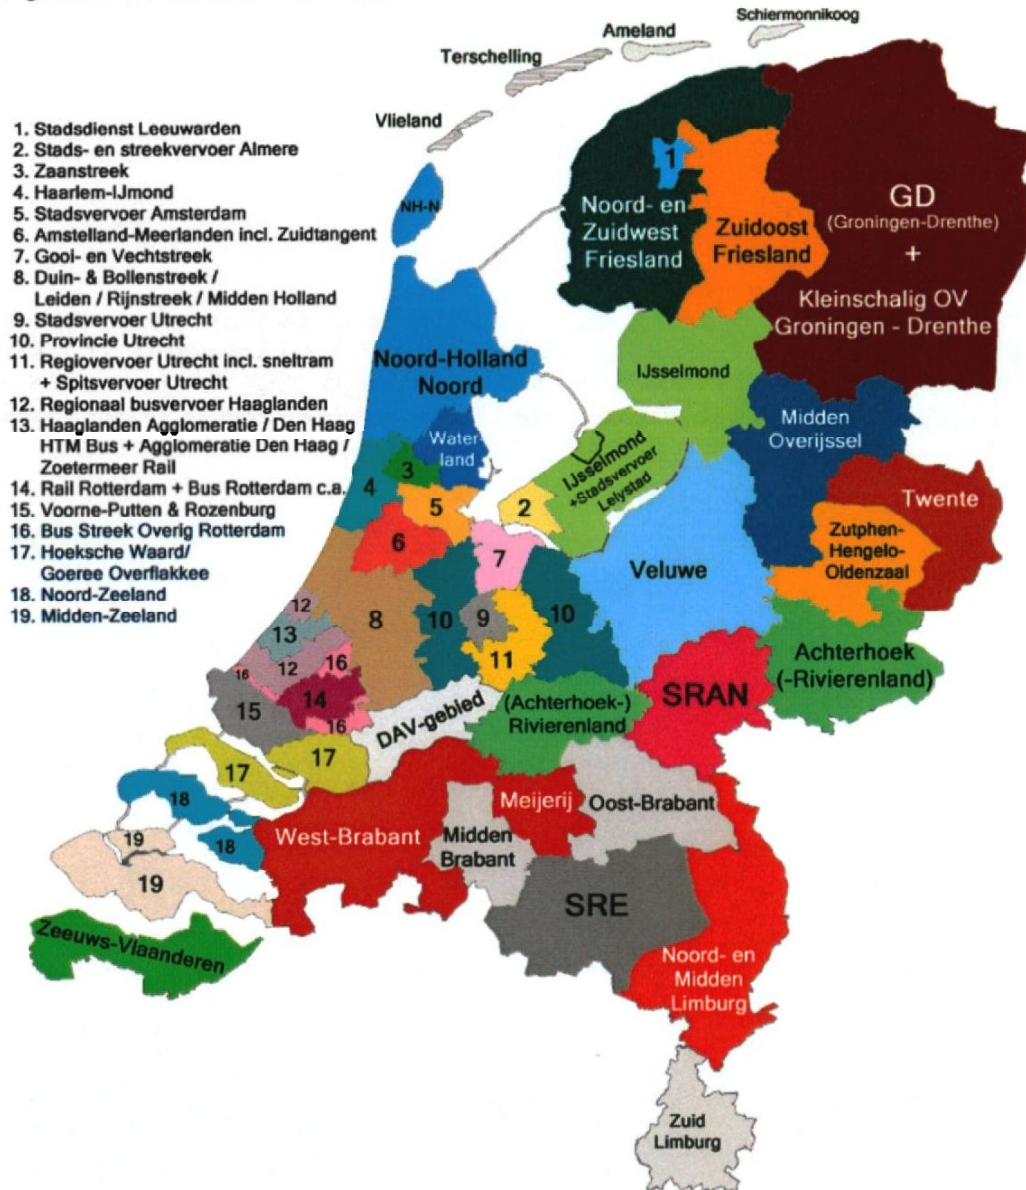 Schiermonnikoog
Ameland
Terschelling
Vlieland
1. Stadsdienst Leeuwarden
2. Stads- en streekvervoer Almere
3. Zaanstreek
4. Haarlem-IJmond
5. Stadsvervoer Amsterdam
6. Amstelland-Meerlanden incl. Zuidtangent
7. Gooi- en Vechtstreek
8. Duin- & Bollenstreek /
Leiden / Rijnstreek / Midden Holland
9. Stadsvervoer Utrecht
10. Provincie Utrecht
11. Regiovervoer Utrecht incl. sneltram
+ Spitsvervoer Utrecht
12. Regionaal busvervoer Haaglanden
13. Haaglanden Agglomeratie / Den Haag
HTM Bus + Agglomeratie Den Haag /
Zoetermeer Rail
14. Rail Rotterdam + Bus Rotterdam c.a.
15. Voorne-Putten & Rozenburg
16. Bus Streek Overig Rotterdam
17. Hoeksche Waard/
Goeree Overflakkee
18. Noord-Zeeland
19. Midden-Zeeland
NH-N
1
Noord- en
Zuidwest
Friesland
Zuidoost
Friesland
GD
(Groningen-Drenthe)
+
Kleinschalig OV
Groningen - Drenthe
Noord-Holland
Noord
IJsselmond
Water-
land
Midden
Overijssel
IJsselmond
+Stadsvervoer
Lelystad
3
4
5
2
Twente
6
7
Zutphen-
Hengelo-
Oldenzaal
Veluwe
8
10
9
10
11
12
13
12
16
16
14
15
16
Achterhoek
(-Rivierenland)
SRAN
(Achterhoek-)
Rivierenland
DAV-gebied
17
17
18
18
19
19
West-Brabant
Meijerij
Oost-Brabant
Midden
Brabant
SRE
Zeeuws-Vlaanderen
Noord- en
Midden
Limburg
Zuid
Limburg